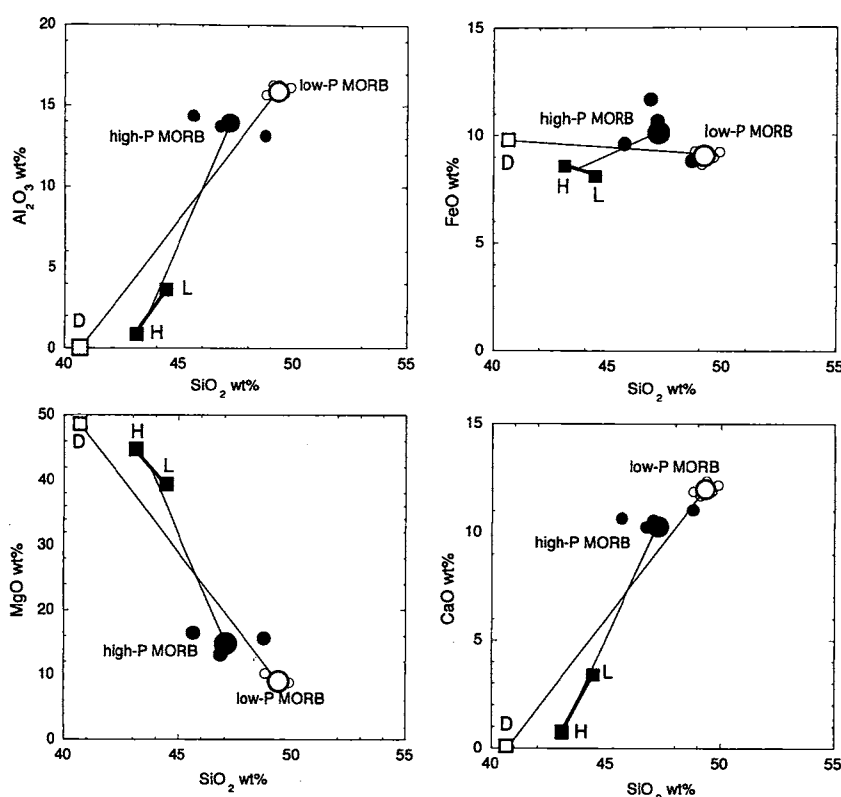 20
15
10
5
0
Al2O3 wt%
low-P MORB
high-P MORB
D
L
H
40 45 50 55
SiO2 wt%
15
10
5
0
FeO wt%
high-P MORB
low-P MORB
D
H
L
40 45 50 55
SiO2 wt%
50
40
30
20
10
0
MgO wt%
D
H
L
high-P MORB
low-P MORB
40 45 50 55
SiO2 wt%
15
10
5
0
CaO wt%
low-P MORB
high-P MORB
L
D
H
40 45 50 55